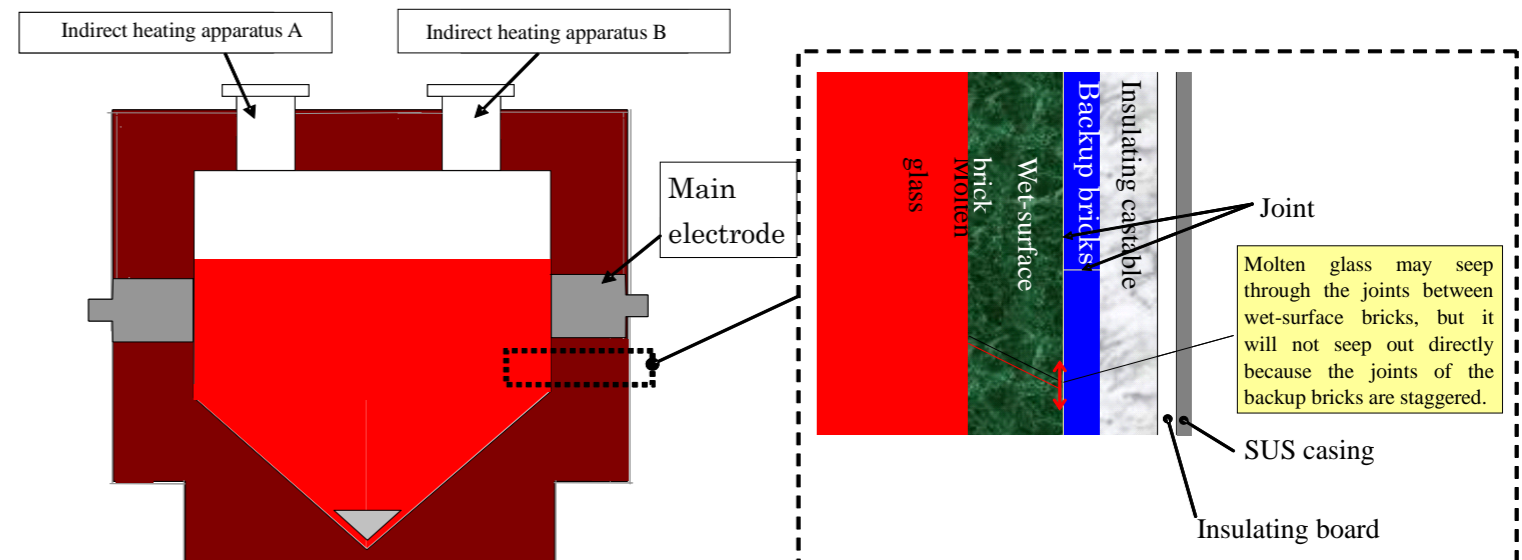 Indirect heating apparatus A
Indirect heating apparatus B
Main
electrode
Molten
glass
Wet-surface
brick
Backup bricks
Insulating castable
Joint
Molten glass may seep
through the joints between
wet-surface bricks, but it
will not seep out directly
because the joints of the
backup bricks are staggered.
SUS casing
Insulating board